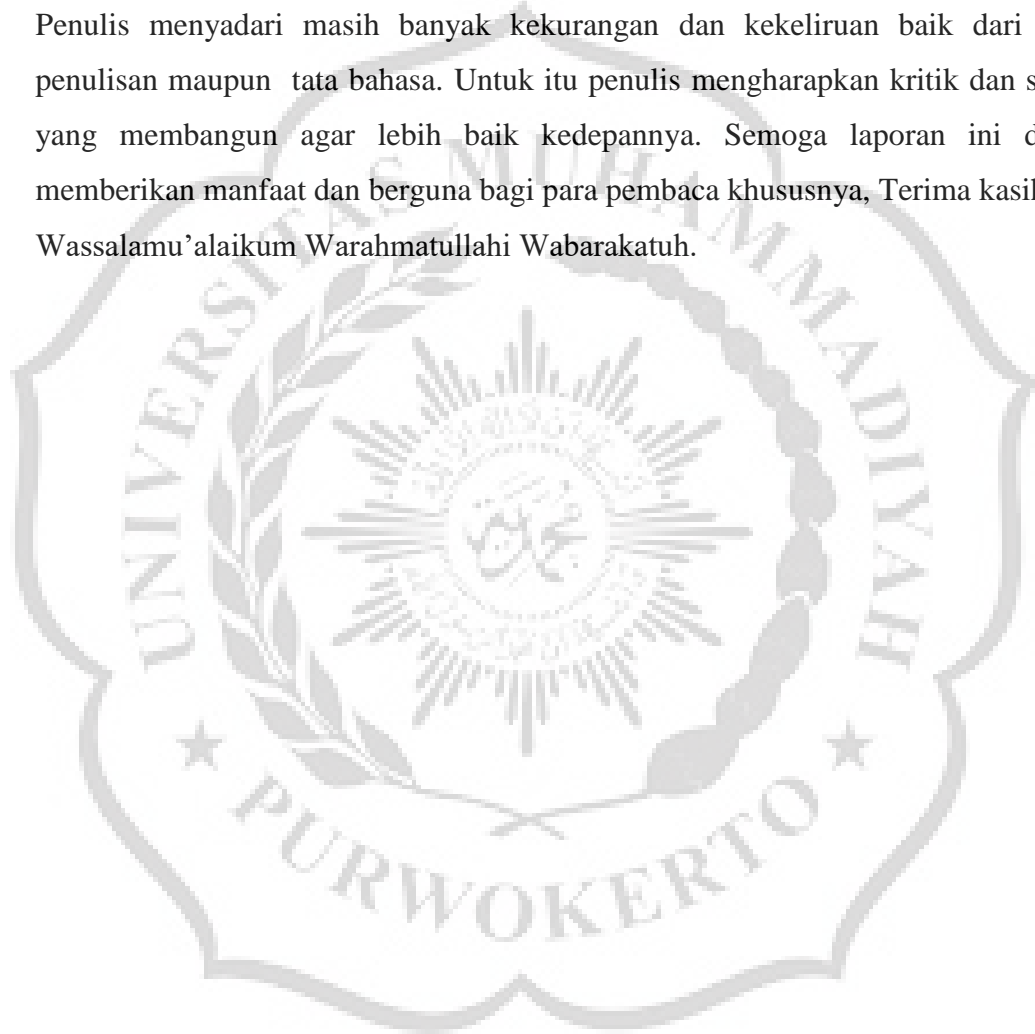 Penulis menyadari masih banyak kekurangan dan kekeliruan baik dari
penulisan maupun tata bahasa. Untuk itu penulis mengharapkan kritik dan
yang membangun agar lebih baik kedepannya. Semoga laporan ini
memberikan manfaat dan berguna bagi para pembaca khususnya, Terima
Wassalamu’alaikum Warahmatullahi Wabarakatuh.
UNIVERSITAS MUHAMMADIYAH
PURWOKERTO